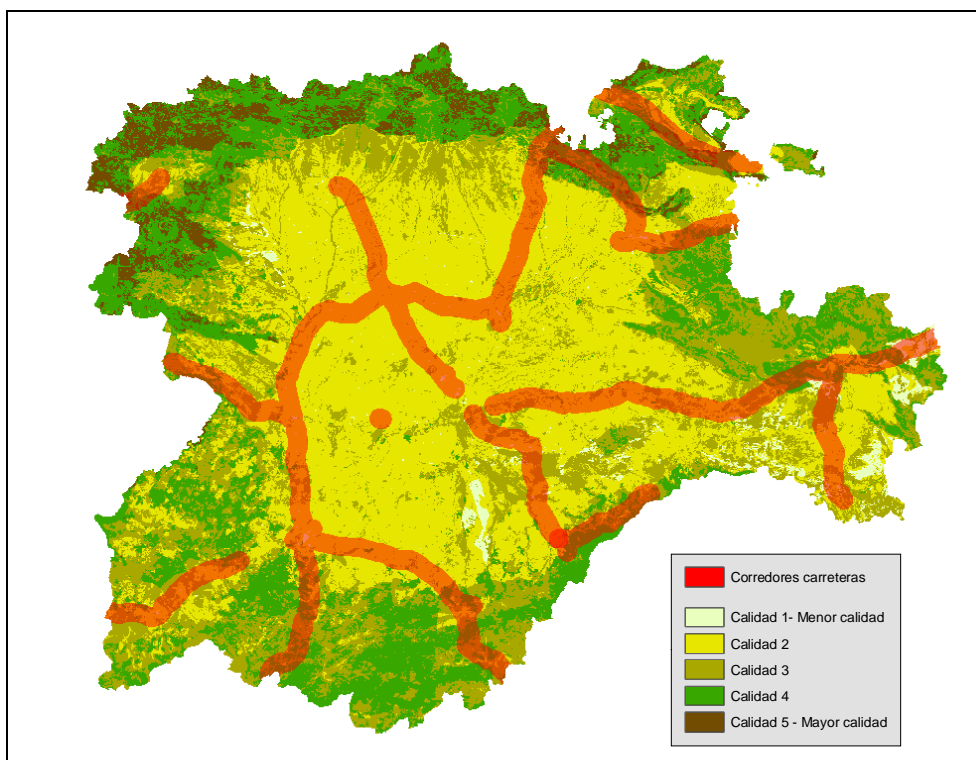 Corredores carreteras
Calidad 1- Menor calidad
Calidad 2
Calidad 3
Calidad 4
Calidad 5 - Mayor calidad